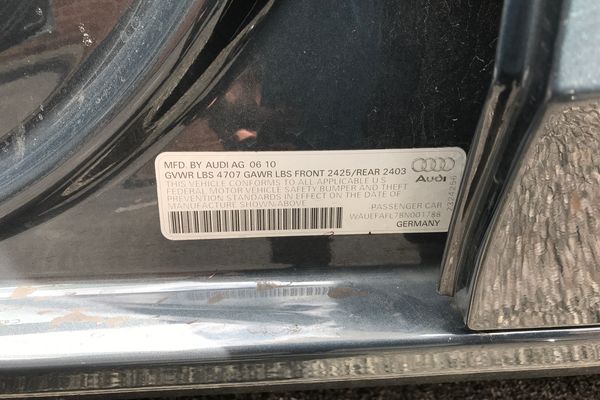 MFD. BY AUDI AG 06 10
GVWR LBS 4707 GAWR LBS FRONT 2425/REAR 2403
THIS VEHICLE CONFORMS TO ALL APPLICABLE U S
FEDERAL MOTOR VEHICLE SAFETY BUMPER AND THEFT
PREVENTION STANDARDS IN EFFECT ON THE DATE OF
MANUFACTURE SHOWN ABOVE
Audi
PASSENGER CAR
WAUEFAFL7BN001788
GERMANY